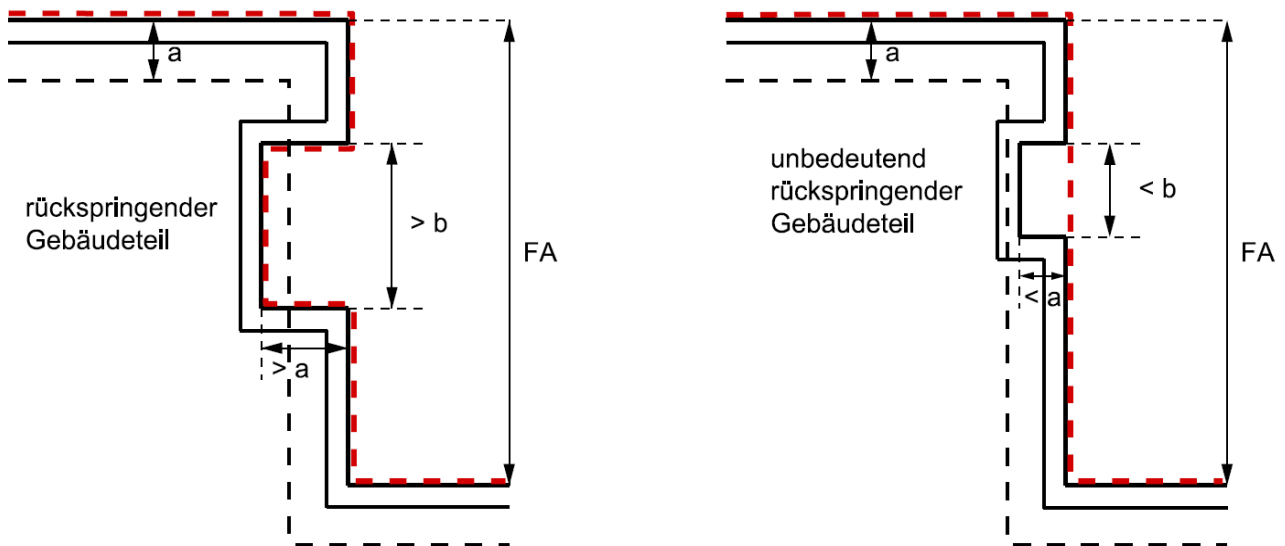 a
rückspringender
Gebäudeteil
> b
FA
> a
a
unbedeutend
rückspringender
Gebäudeteil
< b
FA
< a